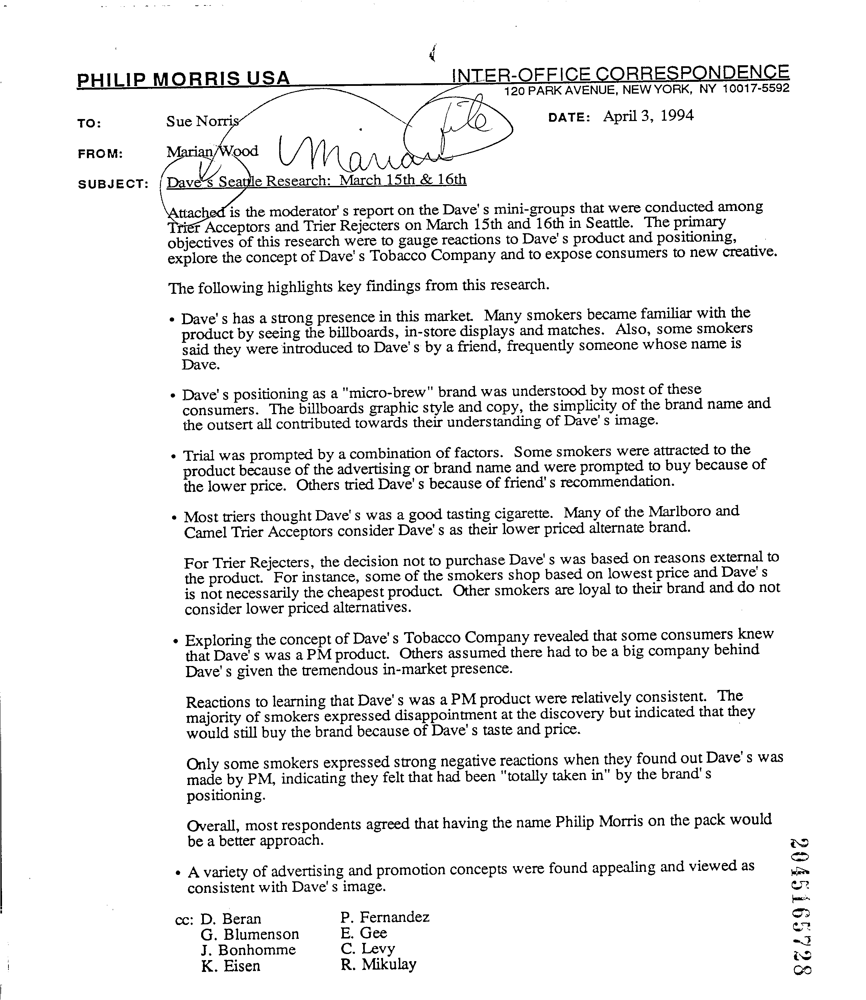 PHILIP MORRIS USA
INTER-OFFICE CORRESPONDENCE
120 PARK AVENUE, NEW YORK, NY 10017-5592
TO: Sue Norris
DATE: April 3, 1994
file
FROM: Marian Wood
Marian
SUBJECT: Dave's Seattle Research: March 15th & 16th
Attached is the moderator's report on the Dave's mini-groups that were conducted among
Trier Acceptors and Trier Rejecters on March 15th and 16th in Seattle. The primary
objectives of this research were to gauge reactions to Dave's product and positioning,
explore the concept of Dave's Tobacco Company and to expose consumers to new creative.
The following highlights key findings from this research.
• Dave's has a strong presence in this market. Many smokers became familiar with the
product by seeing the billboards, in-store displays and matches. Also, some smokers
said they were introduced to Dave's by a friend, frequently someone whose name is
Dave.
• Dave's positioning as a "micro-brew" brand was understood by most of these
consumers. The billboards graphic style and copy, the simplicity of the brand name and
the outsert all contributed towards their understanding of Dave's image.
• Trial was prompted by a combination of factors. Some smokers were attracted to the
product because of the advertising or brand name and were prompted to buy because of
the lower price. Others tried Dave's because of friend's recommendation.
• Most triers thought Dave's was a good tasting cigarette. Many of the Marlboro and
Camel Trier Acceptors consider Dave's as their lower priced alternate brand.
For Trier Rejecters, the decision not to purchase Dave's was based on reasons external to
the product. For instance, some of the smokers shop based on lowest price and Dave's
is not necessarily the cheapest product. Other smokers are loyal to their brand and do not
consider lower priced alternatives.
• Exploring the concept of Dave's Tobacco Company revealed that some consumers knew
that Dave's was a PM product. Others assumed there had to be a big company behind
Dave's given the tremendous in-market presence.
Reactions to learning that Dave's was a PM product were relatively consistent. The
majority of smokers expressed disappointment at the discovery but indicated that they
would still buy the brand because of Dave's taste and price.
Only some smokers expressed strong negative reactions when they found out Dave's was
made by PM, indicating they felt that had been "totally taken in" by the brand's
positioning.
Overall, most respondents agreed that having the name Philip Morris on the pack would
be a better approach.
• A variety of advertising and promotion concepts were found appealing and viewed as
consistent with Dave's image.
cc: D. Beran P. Fernandez
G. Blumenson E. Gee
J. Bonhomme C. Levy
K. Eisen R. Mikulay
2045165728